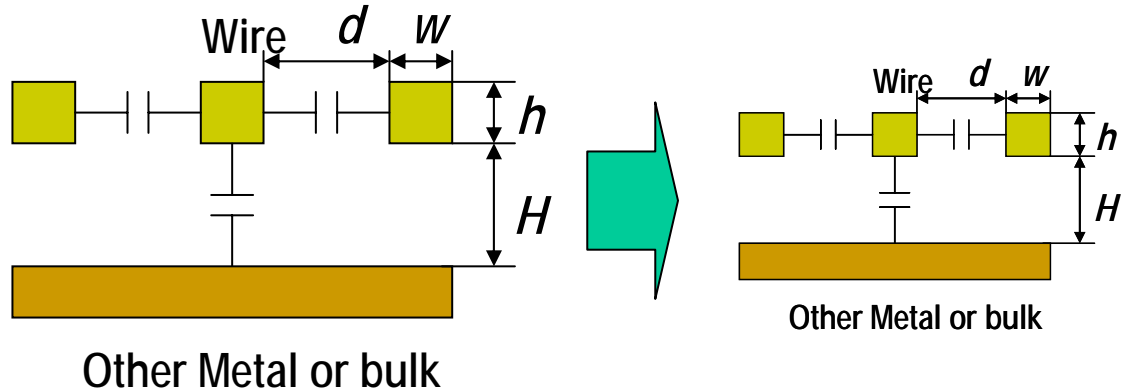 Wire d w
h
H
Other Metal or bulk
Wire d w
h
H
Other Metal or bulk